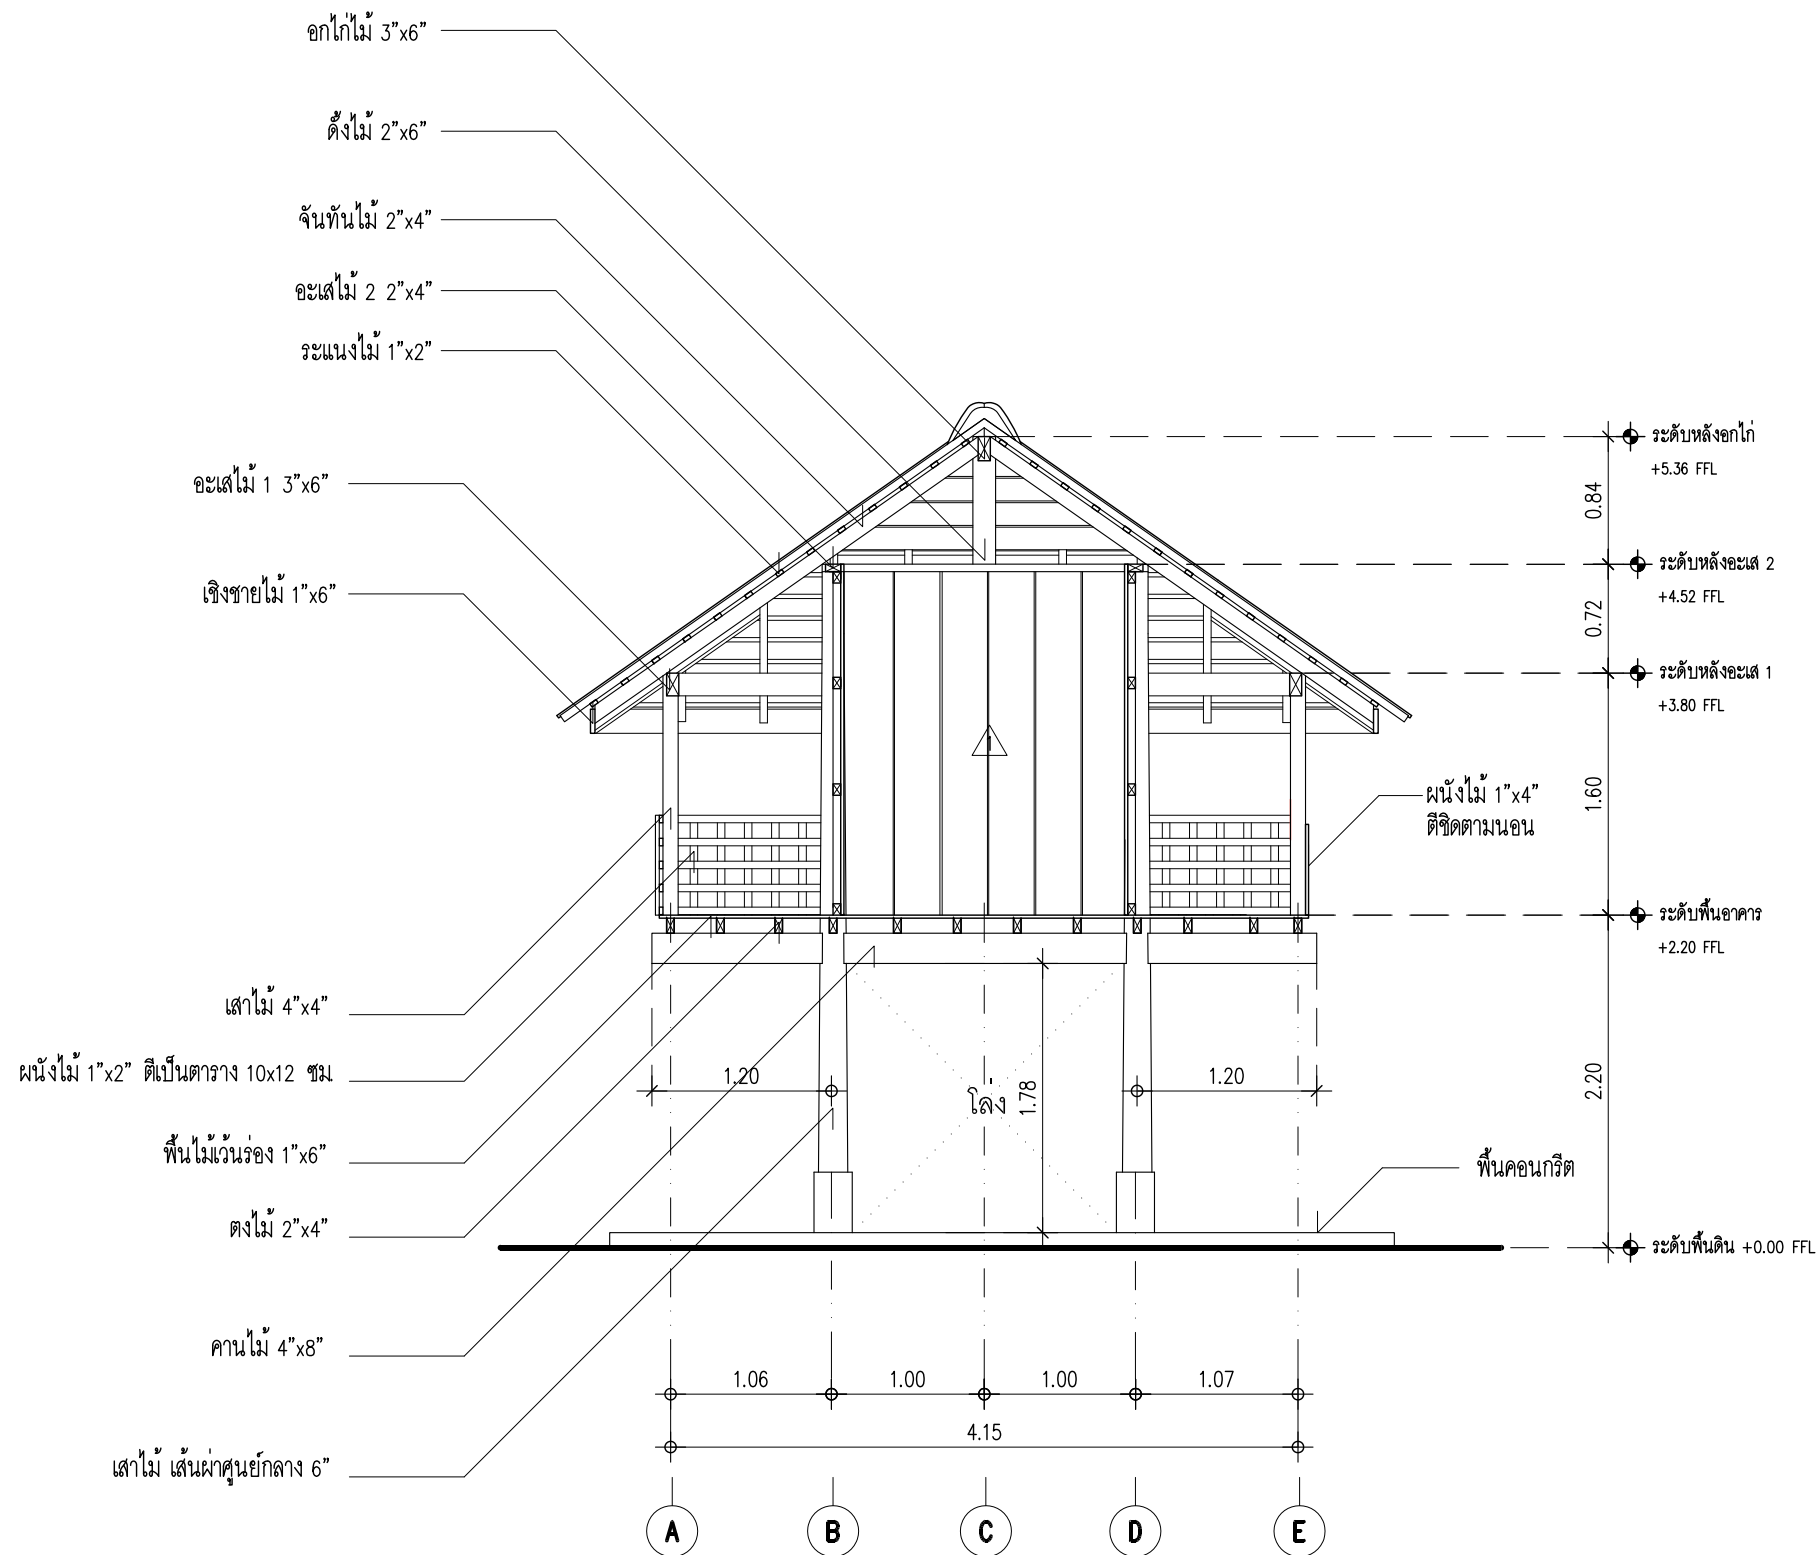 อกไก่ไม้ 3"x6"
ดั้งไม้ 2"x6"
จันทันไม้ 2"x4"
อะเสไม้ 2 2"x4"
ระแนงไม้ 1"x2"
อะเสไม้ 1 3"x6"
เชิงชายไม้ 1"x6"
เสาไม้ 4"x4"
ผนังไม้ 1"x2" ตีเป็นตาราง 10x12 ซม.
พื้นไม้เว้นร่อง 1"x6"
ตงไม้ 2"x4"
คานไม้ 4"x8"
เสาไม้ เส้นผ่าศูนย์กลาง 6"
1
โล่ง
1.78
1.20
1.20
1.06
1.00
1.00
1.07
4.15
A
B
C
D
E
ผนังไม้ 1"x4"
ตีชิดตามนอน
พื้นคอนกรีต
0.84
0.72
1.60
2.20
ระดับหลังอกไก่
+5.36 FFL
ระดับหลังอะเส 2
+4.52 FFL
ระดับหลังอะเส 1
+3.80 FFL
ระดับพื้นอาคาร
+2.20 FFL
ระดับพื้นดิน +0.00 FFL